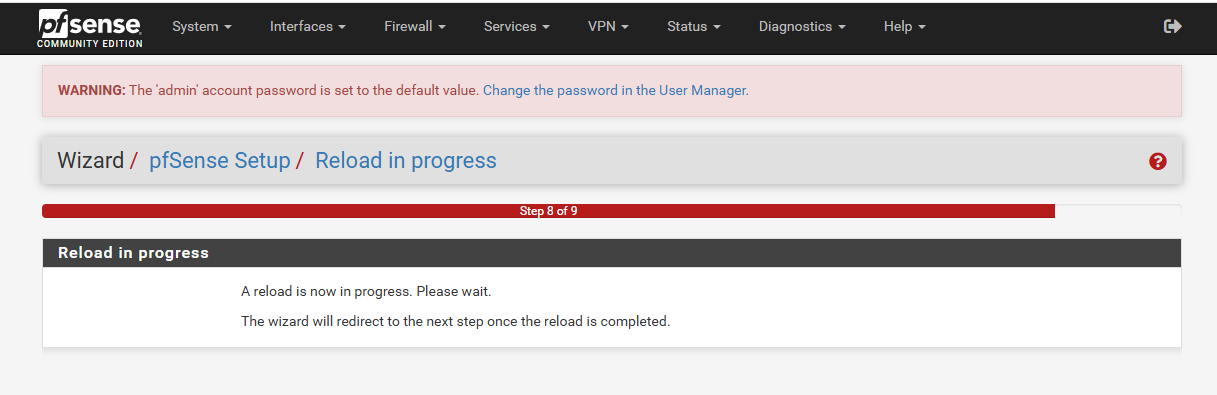 pfsense
COMMUNITY EDITION
System Interfaces Firewall Services VPN Status Diagnostics Help
WARNING: The 'admin' account password is set to the default value. Change the password in the User Manager.
Wizard / pfSense Setup / Reload in progress
Step 8 of 9
Reload in progress
A reload is now in progress. Please wait.
The wizard will redirect to the next step once the reload is completed.